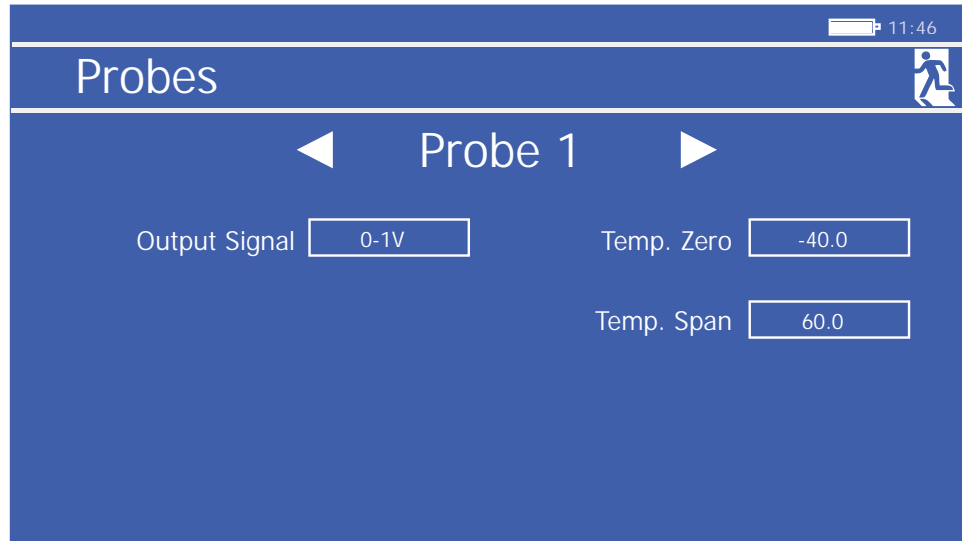 11:46
Probes
Probe 1
Output Signal 0-1V Temp. Zero -40.0
Temp. Span 60.0